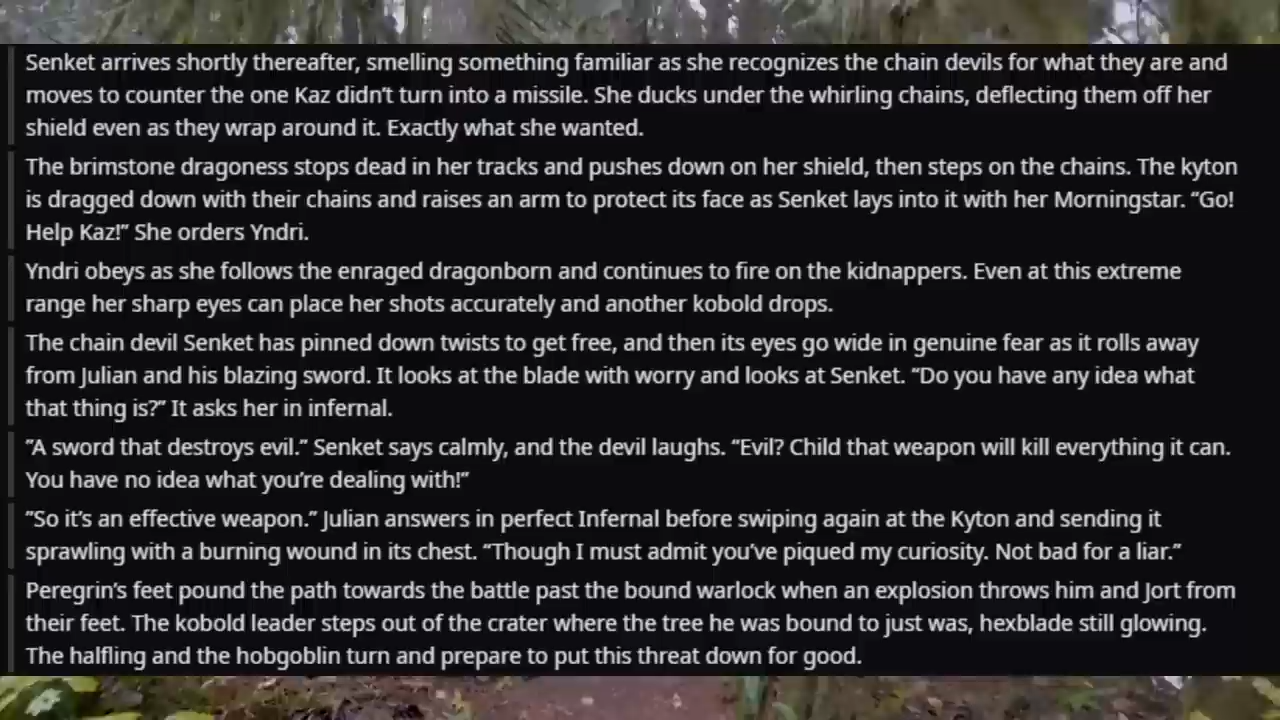 Senket arrives shortly thereafter, smelling something familiar as she recognizes the chain devils for what they are and
moves to counter the one Kaz didn’t turn into a missile. She ducks under the whirling chains, deflecting them off her
shield even as they wrap around it. Exactly what she wanted.
The brimstone dragoness stops dead in her tracks and pushes down on her shield, then steps on the chains. The kyton
is dragged down with their chains and raises an arm to protect its face as Senket lays into it with her Morningstar. “Go!
Help Kaz!” She orders Yndri.
Yndri obeys as she follows the enraged dragonborn and continues to fire on the kidnappers. Even at this extreme
range her sharp eyes can place her shots accurately and another kobold drops.
The chain devil Senket has pinned down twists to get free, and then its eyes go wide in genuine fear as it rolls away
from Julian and his blazing sword. It looks at the blade with worry and looks at Senket. “Do you have any idea what
that thing is?” It asks her in infernal.
”A sword that destroys evil.” Senket says calmly, and the devil laughs. “Evil? Child that weapon will kill everything it can.
You have no idea what you’re dealing with!”
”So it’s an effective weapon.” Julian answers in perfect Infernal before swiping again at the Kyton and sending it
sprawling with a burning wound in its chest. “Though I must admit you’ve piqued my curiosity. Not bad for a liar.”
Peregrin’s feet pound the path towards the battle past the bound warlock when an explosion throws him and Jort from
their feet. The kobold leader steps out of the crater where the tree he was bound to just was, hexblade still glowing.
The halfling and the hobgoblin turn and prepare to put this threat down for good.